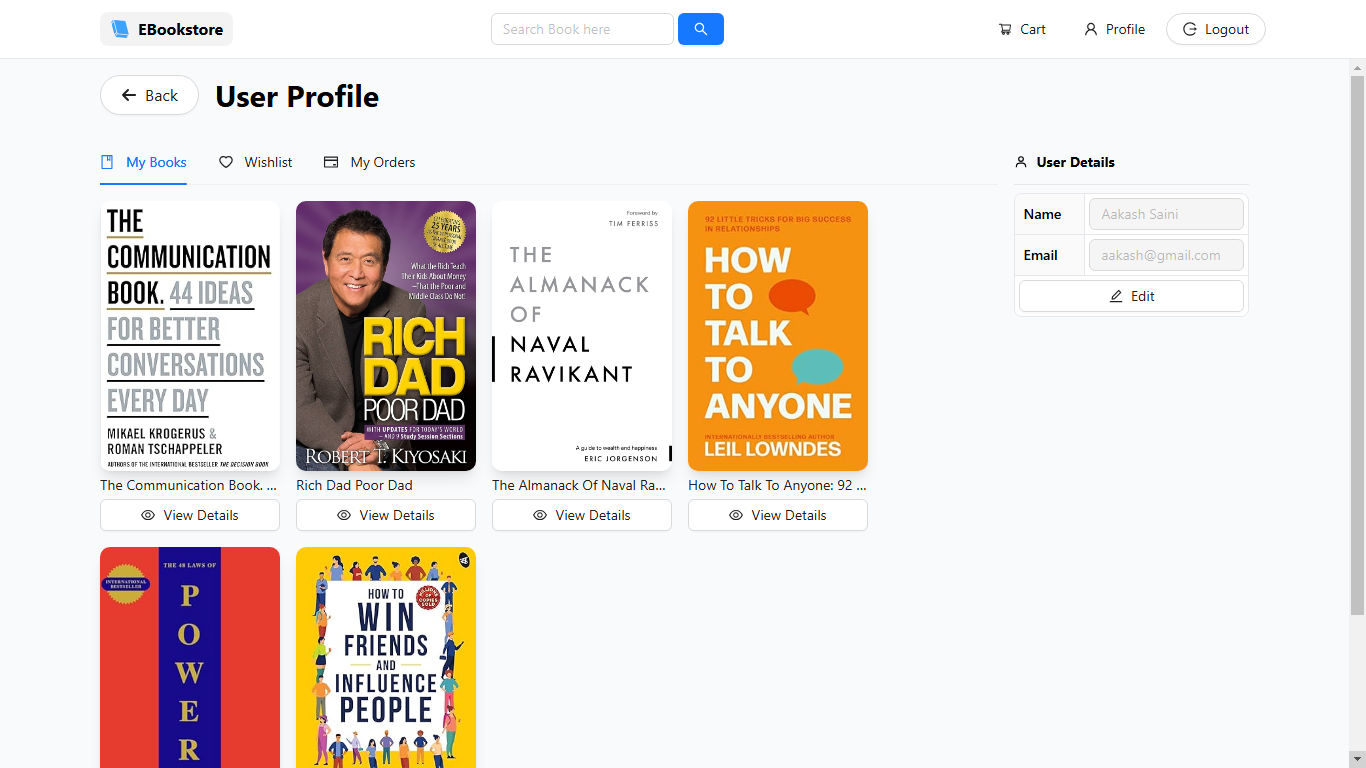 EBookstore
Search Book here
Cart
Profile
Logout
Back
User Profile
My Books
Wishlist
My Orders
User Details
Name
Aakash Saini
Email
aakash@gmail.com
Edit
THE
COMMUNICATION
BOOK. 44 IDEAS
FOR BETTER
CONVERSATIONS
EVERY DAY
MIKAEL KROGERUS &
ROMAN TSCHAPPELER
AUTHORS OF THE INTERNATIONAL BESTSELLER THE DECISION BOOK
The Communication Book. ...
View Details
25 YEARS
What the Rich Teach
Their Kids About Money
—That the Poor and
Middle Class Do Not!
RICH
DAD
POOR DAD
WITH UPDATES FOR TODAY'S WORLD
— AND 9 Study Session Sections
ROBERT T. KIYOSAKI
Rich Dad Poor Dad
View Details
Foreword by
TIM FERRISS
THE
ALMANACK
OF
NAVAL
RAVIKANT
A guide to wealth and happiness
ERIC JORGENSON
The Almanack Of Naval Ra...
View Details
92 LITTLE TRICKS FOR BIG SUCCESS
IN RELATIONSHIPS
HOW
TO
TALK
TO
ANYONE
INTERNATIONALLY BESTSELLING AUTHOR
LEIL LOWNDES
How To Talk To Anyone: 92 ...
View Details
INTERNATIONAL
BESTSELLER
THE 48 LAWS OF
P
O
W
E
R
HOW TO
WIN
FRIENDS
AND
INFLUENCE
PEOPLE
MILLIONS
OF COPIES
SOLD